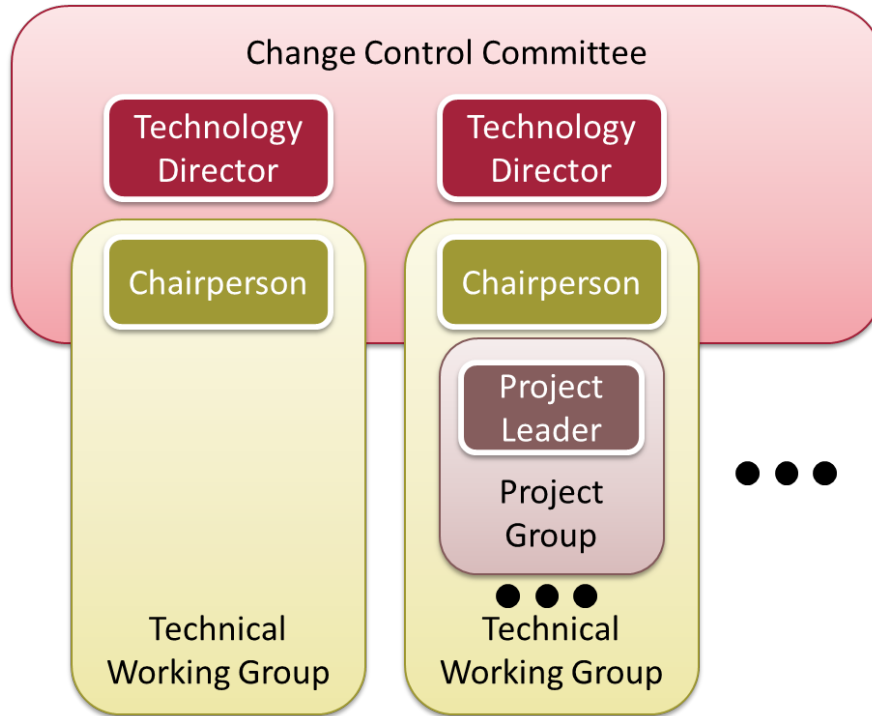 Change Control Committee
Technology
Director
Technology
Director
Chairperson
Chairperson
Project
Leader
Project
Group
Technical
Working Group
Technical
Working Group